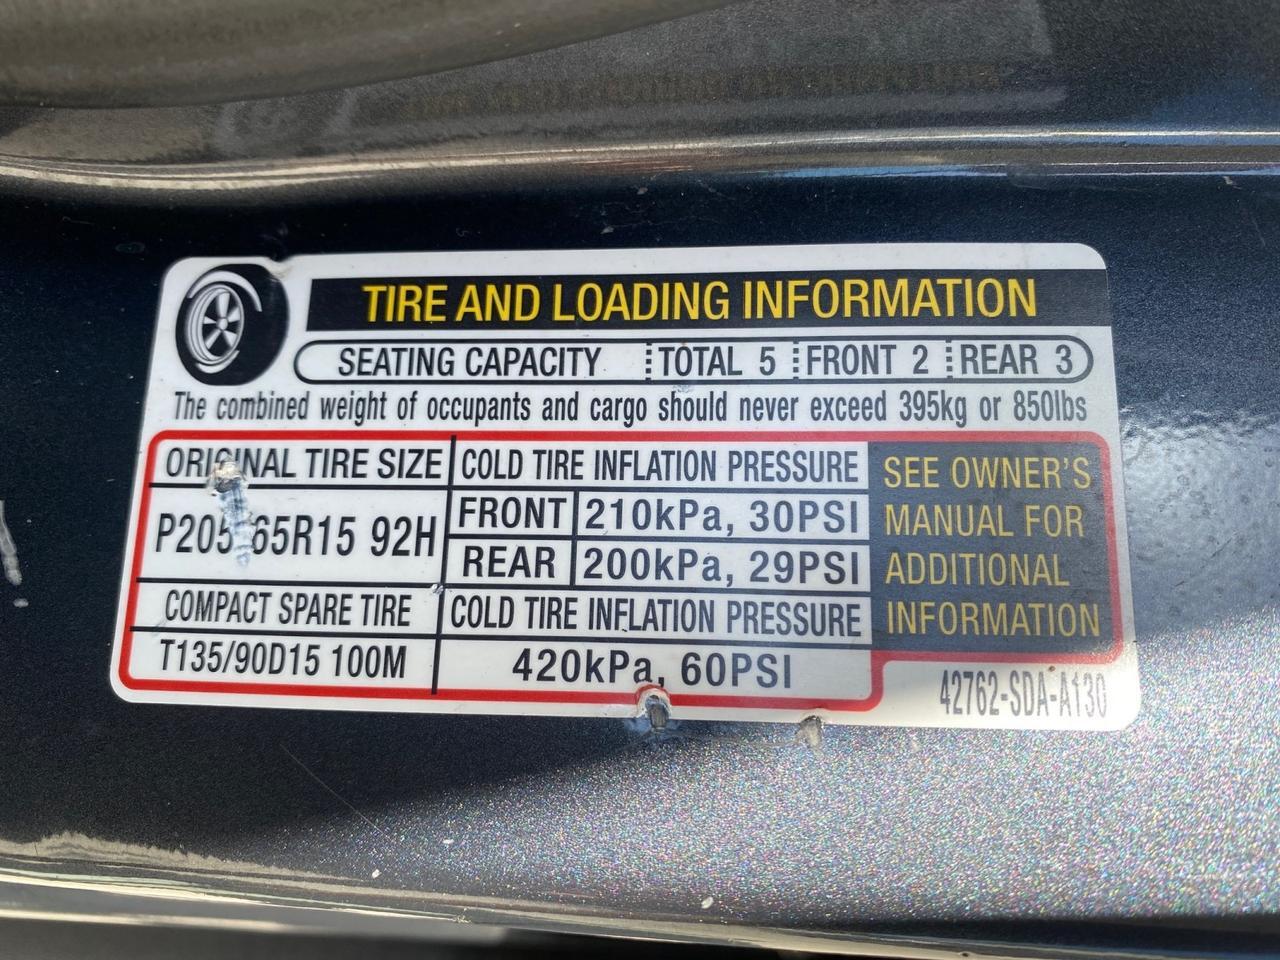 TIRE AND LOADING INFORMATION
SEATING CAPACITY TOTAL 5 FRONT 2 REAR 3
The combined weight of occupants and cargo should never exceed 395kg or 850lbs
ORIGINAL TIRE SIZE
P205/65R15 92H
COLD TIRE INFLATION PRESSURE
FRONT 210kPa, 30PSI
REAR 200kPa, 29PSI
COMPACT SPARE TIRE
T135/90D15 100M
COLD TIRE INFLATION PRESSURE
420kPa, 60PSI
SEE OWNER'S
MANUAL FOR
ADDITIONAL
INFORMATION
42762-SDA-A130